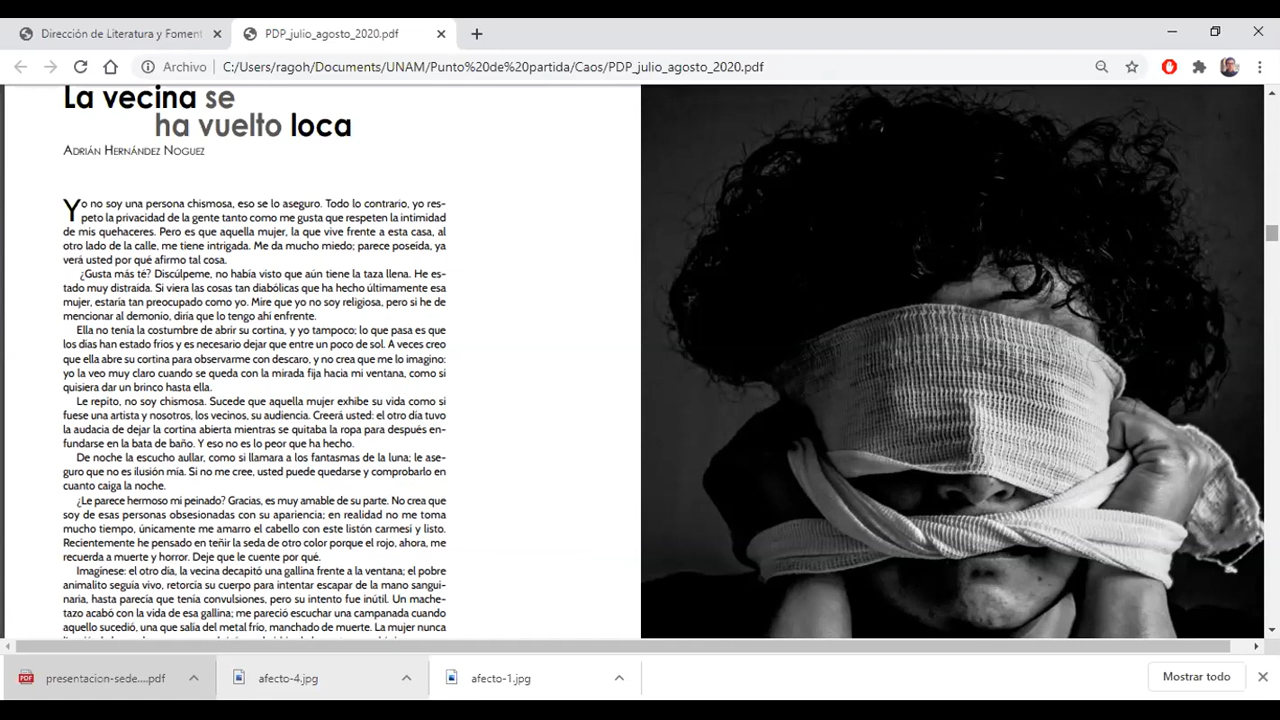 Dirección de Literatura y Foment
PDP_julio_agosto_2020.pdf
Archivo
C:/Users/ragoh/Documents/UNAM/Punto%20de%20partida/Caos/PDP_julio_agosto_2020.pdf
La vecina se
ha vuelto loca
Adrián Hernández Noguez
Yo no soy una persona chismosa, eso se lo aseguro. Todo lo contrario, yo res-
peto la privacidad de la gente tanto como me gusta que respeten la intimidad
de mis quehaceres. Pero es que aquella mujer, la que vive frente a esta casa, al
otro lado de la calle, me tiene intrigada. Me da mucho miedo; parece poseída, ya
verá usted por qué afirmo tal cosa.
¿Gusta más té? Discúlpeme, no había visto que aún tiene la taza llena. He es-
tado muy distraída. Si viera las cosas tan diabólicas que ha hecho últimamente esa
mujer, estaría tan preocupado como yo. Mire que yo no soy religiosa, pero si he de
mencionar al demonio, diría que lo tengo ahí enfrente.
Ella no tenía la costumbre de abrir su cortina, y yo tampoco; lo que pasa es que
los días han estado fríos y es necesario dejar que entre un poco de sol. A veces creo
que ella abre su cortina para observarme con descaro, y no crea que me lo imagino:
yo la veo muy claro cuando se queda con la mirada fija hacia mi ventana, como si
quisiera dar un brinco hasta ella.
Le repito, no soy chismosa. Sucede que aquella mujer exhibe su vida como si
fuese una artista y nosotros, los vecinos, su audiencia. Creerá usted: el otro día tuvo
la audacia de dejar la cortina abierta mientras se quitaba la ropa para después en-
fundarse en la bata de baño. Y eso no es lo peor que ha hecho.
De noche la escucho aullar, como si llamara a los fantasmas de la luna; le ase-
guro que no es ilusión mía. Si no me cree, usted puede quedarse y comprobarlo en
cuanto caiga la noche.
¿Le parece hermoso mi peinado? Gracias, es muy amable de su parte. No crea que
soy de esas personas obsesionadas con su apariencia; en realidad no me toma
mucho tiempo, únicamente me amarro el cabello con este listón carmesí y listo.
Recientemente he pensado en teñir la seda de otro color porque el rojo, ahora, me
recuerda a muerte y horror. Deje que le cuente por qué.
Imagínese: el otro día, la vecina decapitó una gallina frente a la ventana; el pobre
animalito seguía vivo, retorcía su cuerpo para intentar escapar de la mano sangui-
naria, hasta parecía que tenía convulsiones, pero su intento fue inútil. Un mache-
tazo acabó con la vida de esa gallina; me pareció escuchar una campanada cuando
aquello sucedió, una que salía del metal frío, manchado de muerte. La mujer nunca
presentacion-sede....pdf
afecto-4.jpg
afecto-1.jpg
Mostrar todo